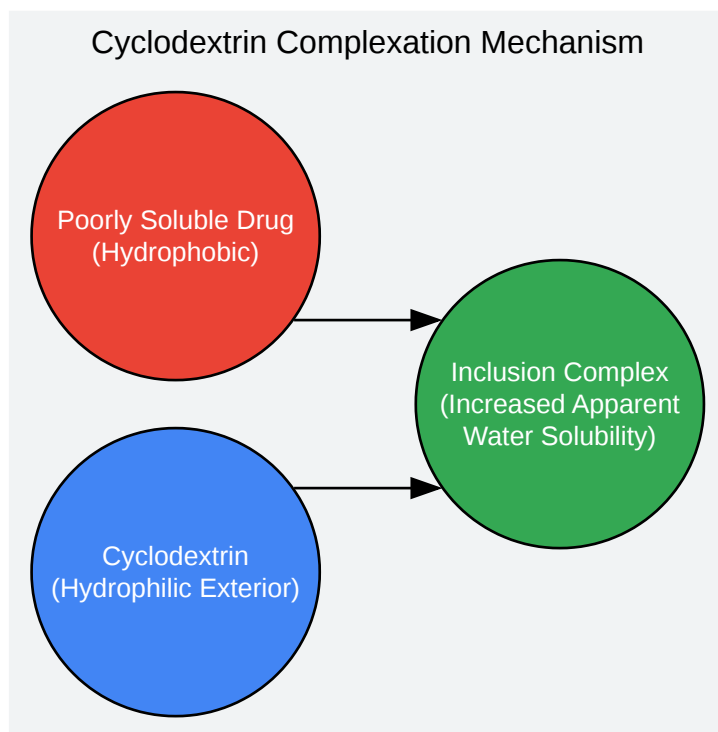 Cyclodextrin Complexation Mechanism
Poorly Soluble Drug
(Hydrophobic)
Inclusion Complex
(Increased Apparent
Water Solubility)
Cyclodextrin
(Hydrophilic Exterior)